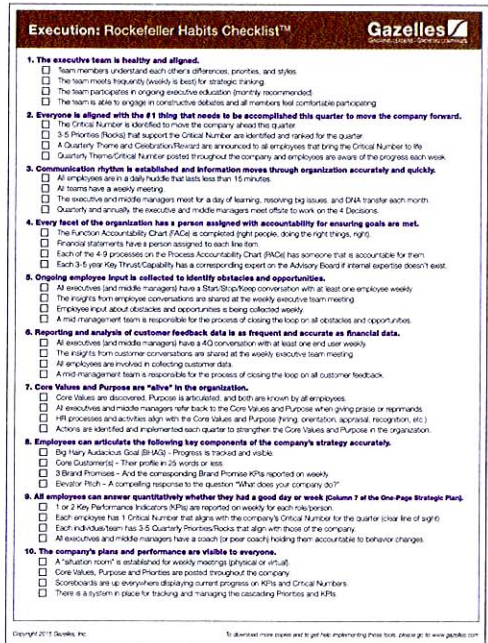 Execution: Rockefeller Habits Checklist™
Gazelles
GROWING LEADERS - GROWING COMPANIES
1. The executive team is healthy and aligned.
Team members understand each other's differences, priorities, and styles.
The team meets frequently (weekly is best) for strategic thinking.
The team participates in ongoing executive education (monthly recommended).
The team is able to engage in constructive debates and all members feel comfortable participating.
2. Everyone is aligned with the #1 thing that needs to be accomplished this quarter to move the company forward.
The Critical Number is identified to move the company ahead this quarter.
3-5 Priorities (Rocks) that support the Critical Number are identified and ranked for the quarter.
A Quarterly Theme and Celebration/Reward are announced to all employees that bring the Critical Number to life.
Quarterly Theme/Critical Number posted throughout the company and employees are aware of the progress each week.
3. Communication rhythm is established and information moves through organization accurately and quickly.
All employees are in a daily huddle that lasts less than 15 minutes.
All teams have a weekly meeting.
The executive and middle managers meet for a day of learning, resolving big issues, and DNA transfer each month.
Quarterly and annually, the executive and middle managers meet offsite to work on the 4 Decisions.
4. Every facet of the organization has a person assigned with accountability for ensuring goals are met.
The Function Accountability Chart (FACe) is completed (right people, doing the right things, right).
Financial statements have a person assigned to each line item.
Each of the 4-9 processes on the Process Accountability Chart (PACe) has someone that is accountable for them.
Each 3-5 year Key Thrust/Capability has a corresponding expert on the Advisory Board if internal expertise doesn't exist.
5. Ongoing employee input is collected to identify obstacles and opportunities.
All executives (and middle managers) have a Start/Stop/Keep conversation with at least one employee weekly.
The insights from employee conversations are shared at the weekly executive team meeting.
Employee input about obstacles and opportunities is being collected weekly.
A mid-management team is responsible for the process of closing the loop on all obstacles and opportunities.
6. Reporting and analysis of customer feedback data is as frequent and accurate as financial data.
All executives (and middle managers) have a 4Q conversation with at least one end user weekly.
The insights from customer conversations are shared at the weekly executive team meeting.
All employees are involved in collecting customer data.
A mid-management team is responsible for the process of closing the loop on all customer feedback.
7. Core Values and Purpose are "alive" in the organization.
Core Values are discovered, Purpose is articulated, and both are known by all employees.
All executives and middle managers refer back to the Core Values and Purpose when giving praise or reprimands.
HR processes and activities align with the Core Values and Purpose (hiring, orientation, appraisal, recognition, etc.)
Actions are identified and implemented each quarter to strengthen the Core Values and Purpose in the organization.
8. Employees can articulate the following key components of the company's strategy accurately.
Big Hairy Audacious Goal (BHAG) - Progress is tracked and visible.
Core Customer(s) - Their profile in 25 words or less.
3 Brand Promises - And the corresponding Brand Promise KPIs reported on weekly.
Elevator Pitch - A compelling response to the question "What does your company do?"
9. All employees can answer quantitatively whether they had a good day or week (Column 7 of the One-Page Strategic Plan).
1 or 2 Key Performance Indicators (KPIs) are reported on weekly for each role/person.
Each employee has 1 Critical Number that aligns with the company's Critical Number for the quarter (clear line of sight).
Each individual/team has 3-5 Quarterly Priorities/Rocks that align with those of the company.
All executives and middle managers have a coach (or peer coach) holding them accountable to behavior changes.
10. The company's plans and performance are visible to everyone.
A "situation room" is established for weekly meetings (physical or virtual).
Core Values, Purpose and Priorities are posted throughout the company.
Scoreboards are up everywhere displaying current progress on KPIs and Critical Numbers.
There is a system in place for tracking and managing the cascading Priorities and KPIs.
Copyright 2015 Gazelles, Inc.
To download more copies and to get help implementing these tools, please go to www.gazelles.com